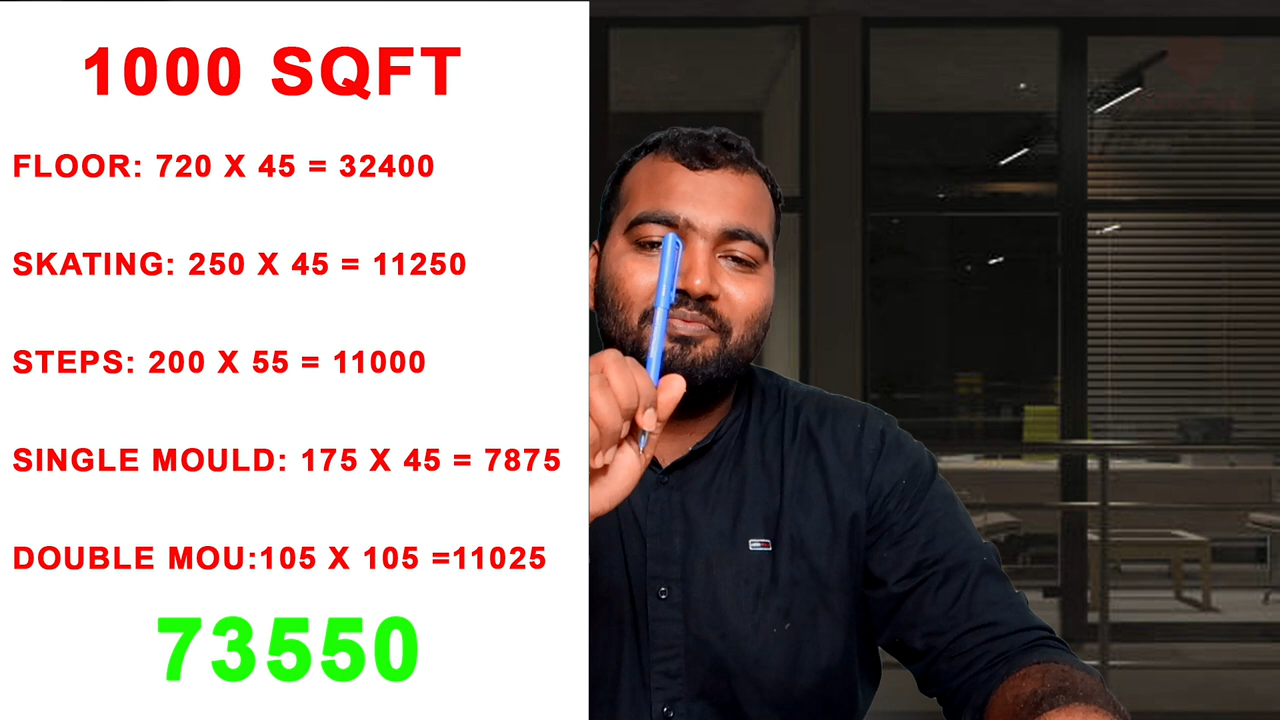 1000 SQFT
FLOOR: 720 X 45 = 32400
SKATING: 250 X 45 = 11250
STEPS: 200 X 55 = 11000
SINGLE MOULD: 175 X 45 = 7875
DOUBLE MOU:105 X 105 =11025
73550